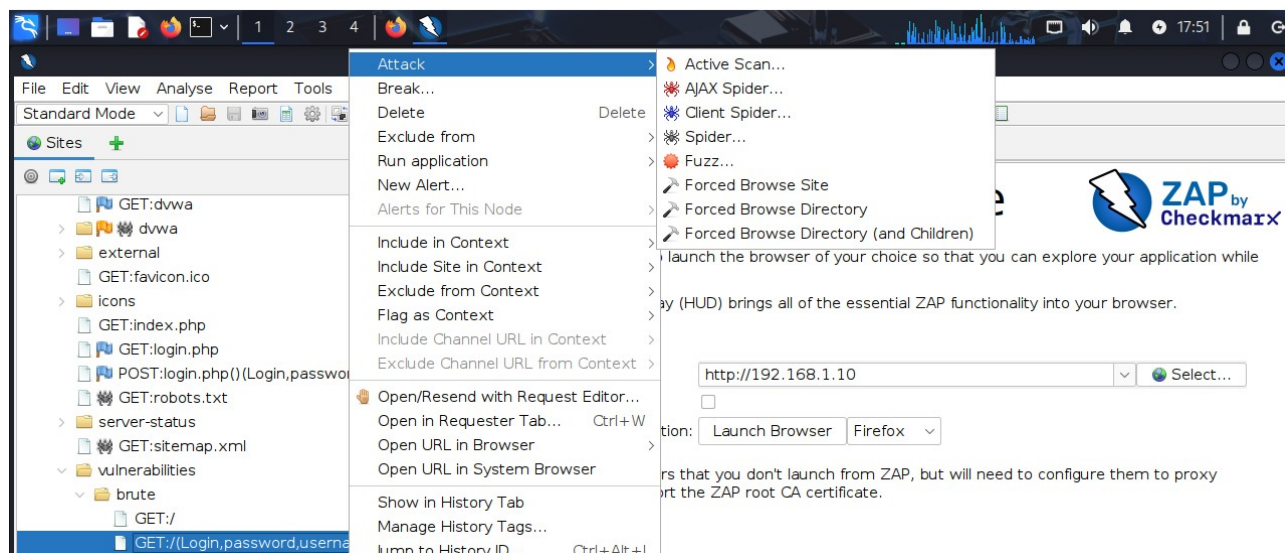 1 2 3 4 17:51
File Edit View Analyse Report Tools
Standard Mode
Sites
GET:dvwa
dvwa
external
GET:favicon.ico
icons
GET:index.php
GET:login.php
POST:login.php()(Login,passwor
GET:robots.txt
server-status
GET:sitemap.xml
vulnerabilities
brute
GET:/
GET:/(Login,password,userna
Attack
Break...
Delete Delete
Exclude from
Run application
New Alert...
Alerts for This Node
Include in Context
Include Site in Context
Exclude from Context
Flag as Context
Include Channel URL in Context
Exclude Channel URL from Context
Open/Resend with Request Editor...
Open in Requester Tab... Ctrl+W
Open URL in Browser
Open URL in System Browser
Show in History Tab
Manage History Tags...
Jump to History ID... Ctrl+Alt+J
Active Scan...
AJAX Spider...
Client Spider...
Spider...
Fuzz...
Forced Browse Site
Forced Browse Directory
Forced Browse Directory (and Children)
ZAP by
Checkmarx
launch the browser of your choice so that you can explore your application while
ay (HUD) brings all of the essential ZAP functionality into your browser.
http://192.168.1.10 Select...
tion: Launch Browser Firefox
rs that you don't launch from ZAP, but will need to configure them to proxy
ort the ZAP root CA certificate.